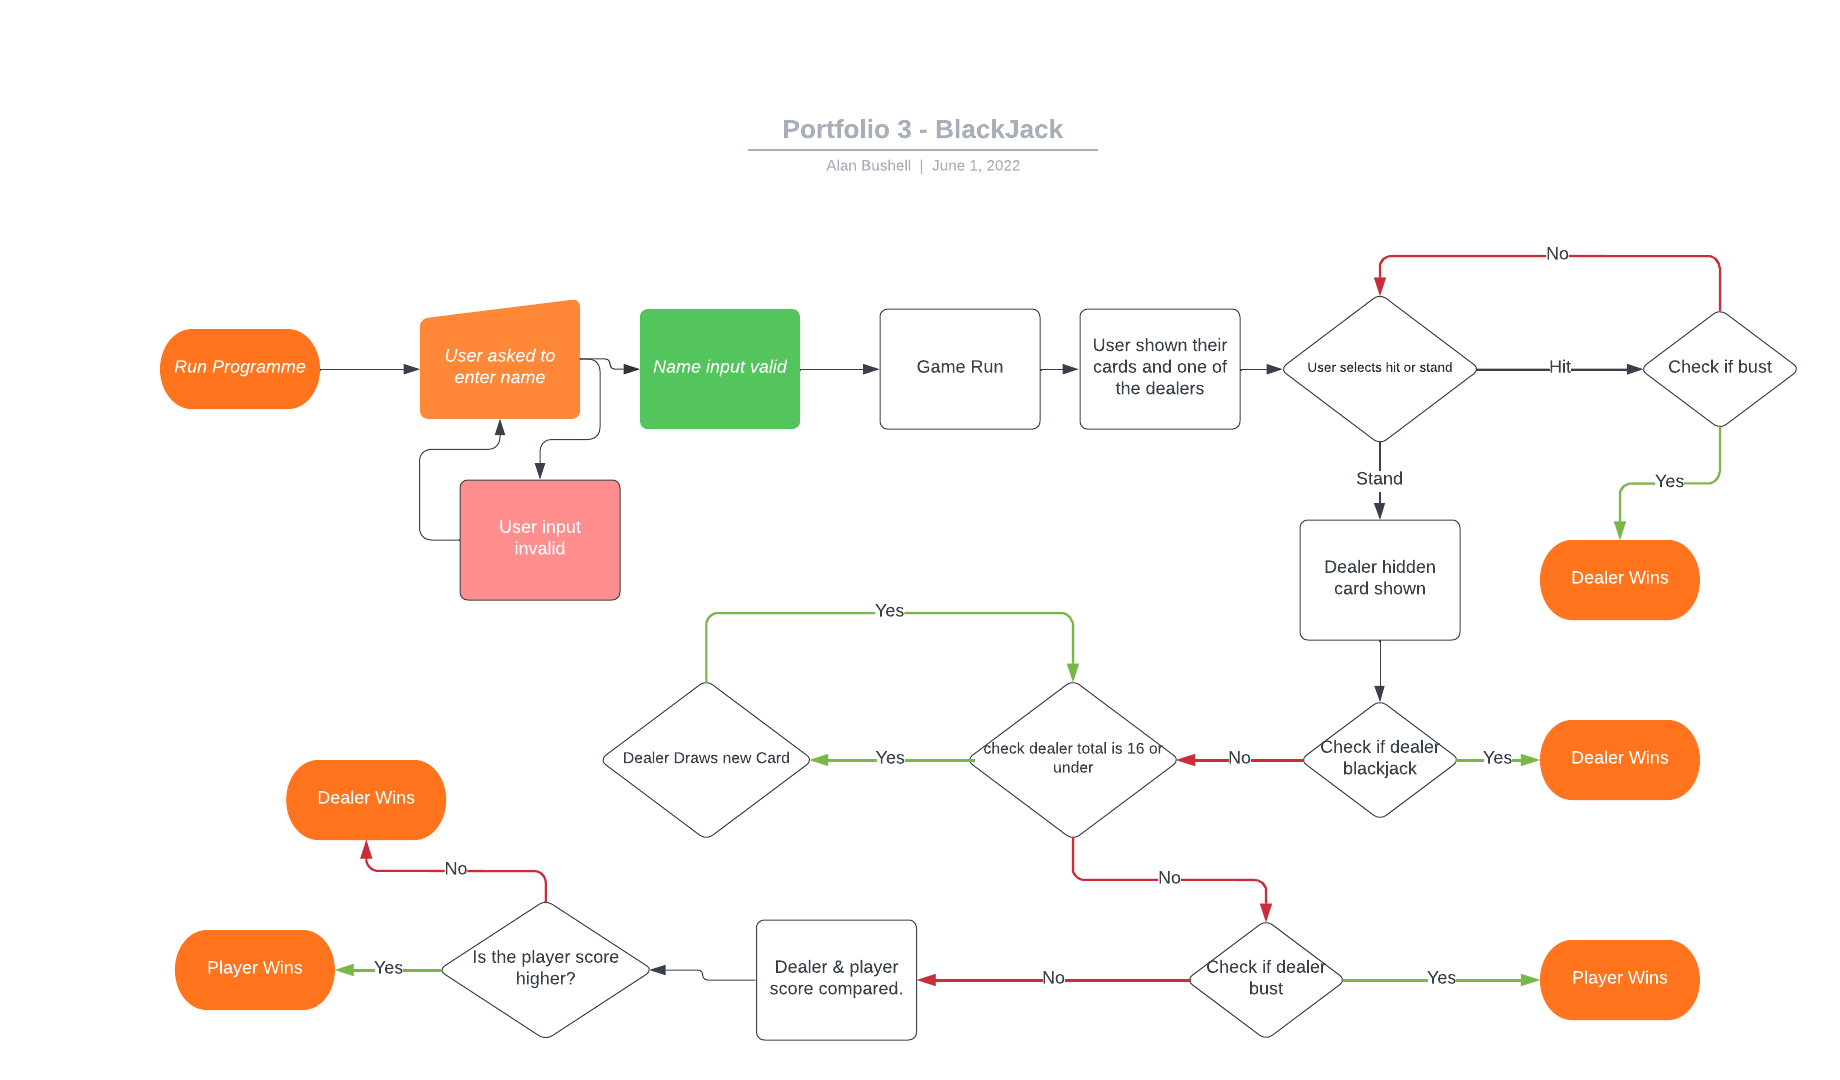 Portfolio 3 - BlackJack
Alan Bushell | June 1, 2022
No
Run Programme
User asked to
enter name
Name input valid
Game Run
User shown their
cards and one of
the dealers
User selects hit or stand
Hit
Check if bust
Stand
Yes
User input
invalid
Dealer hidden
card shown
Dealer Wins
Yes
Dealer Draws new Card
Yes
check dealer total is 16 or
under
No
Check if dealer
blackjack
Yes
Dealer Wins
Dealer Wins
No
No
Player Wins
Yes
Is the player score
higher?
Dealer & player
score compared.
No
Check if dealer
bust
Yes
Player Wins